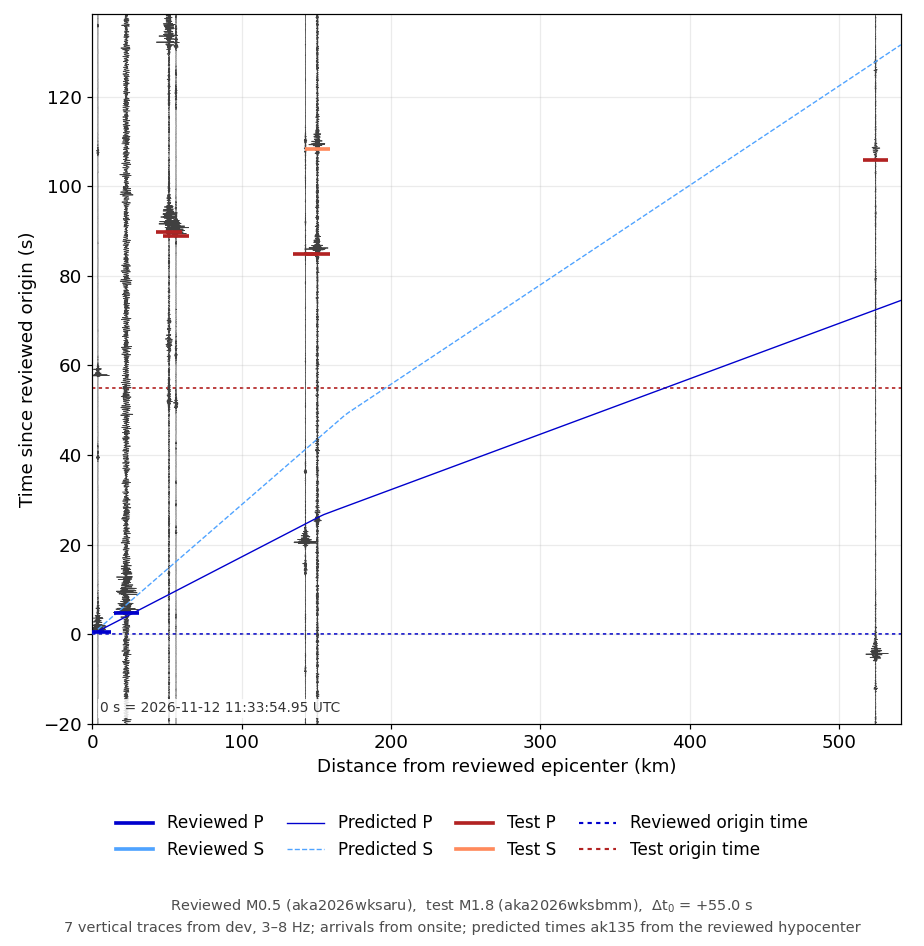 120
100
80
60
40
20
0
−20
Time since reviewed origin (s)
0 s = 2026-11-12 11:33:54.95 UTC
0 100 200 300 400 500
Distance from reviewed epicenter (km)
Reviewed P Predicted P Test P Reviewed origin time
Reviewed S Predicted S Test S Test origin time
Reviewed M0.5 (aka2026wksaru), test M1.8 (aka2026wksbmm), Δt₀ = +55.0 s
7 vertical traces from dev, 3–8 Hz; arrivals from onsite; predicted times ak135 from the reviewed hypocenter